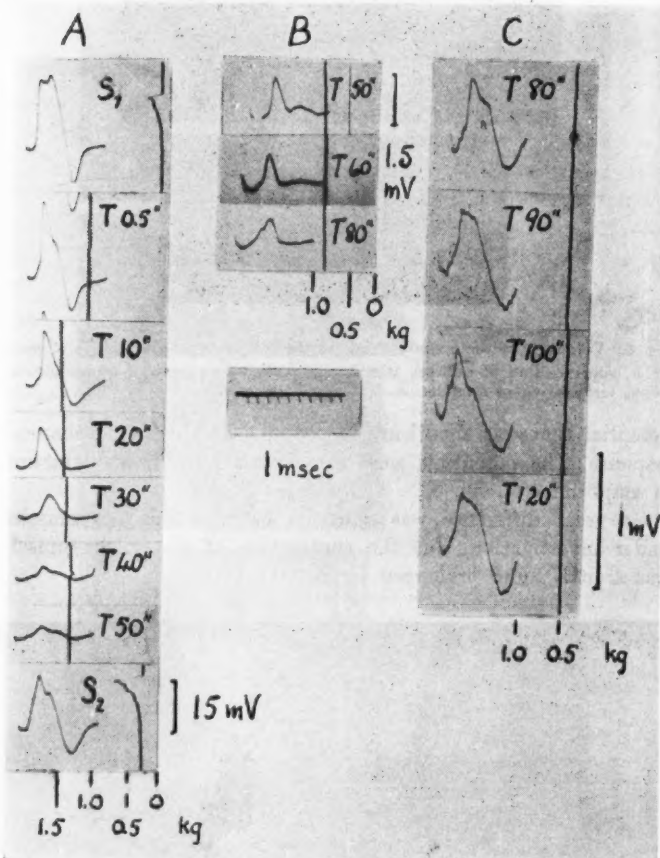 A
S1
T 0.5"
T 10"
T 20"
T 30"
T 40"
T 50"
S2
15 mV
1.5 1.0 0.5 0 kg
B
T 50"
T 60"
T 80"
1.5 mV
1.0 0.5 0 kg
1 msec
C
T 80"
T 90"
T 100"
T 120"
1 mV
1.0 0.5 kg